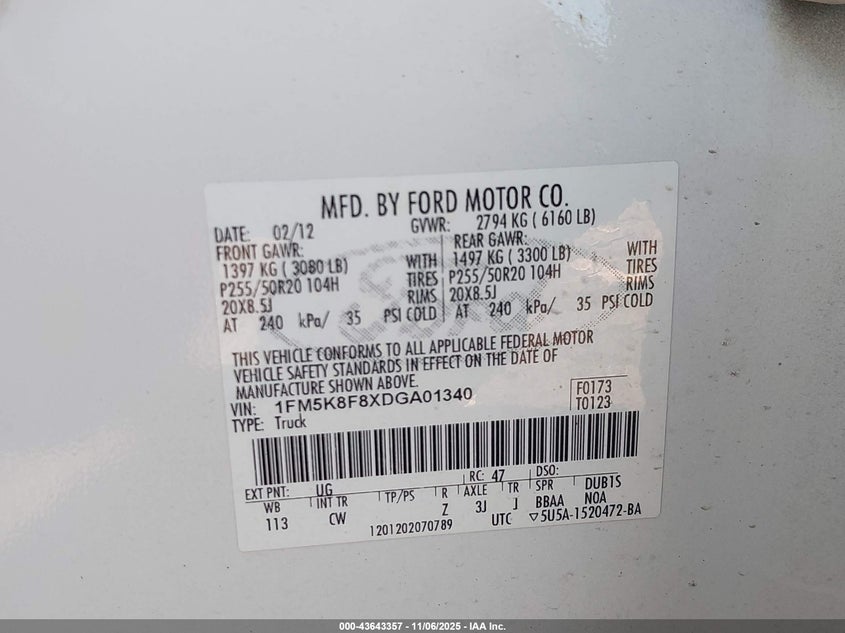 MFD. BY FORD MOTOR CO.
DATE: 02/12 GVWR: 2794 KG ( 6160 LB)
FRONT GAWR: REAR GAWR:
1397 KG ( 3080 LB) WITH 1497 KG ( 3300 LB) WITH
P255/50R20 104H TIRES P255/50R20 104H TIRES
20X8.5J RIMS 20X8.5J RIMS
AT 240 kPa/ 35 PSI COLD AT 240 kPa/ 35 PSI COLD
THIS VEHICLE CONFORMS TO ALL APPLICABLE FEDERAL MOTOR
VEHICLE SAFETY STANDARDS IN EFFECT ON THE DATE OF
MANUFACTURE SHOWN ABOVE.
VIN: 1FM5K8F8XDGA01340 F0173
TYPE: Truck T0123
EXT PNT: UG RC: 47 DSO:
WB INT TR TP/PS R AXLE TR SPR DUB1S
113 CW Z 3J J BBAA NOA
1201202070789 UTC ▽5U5A-1520472-BA
Ford
000-43643357 - 11/06/2025 - IAA Inc.